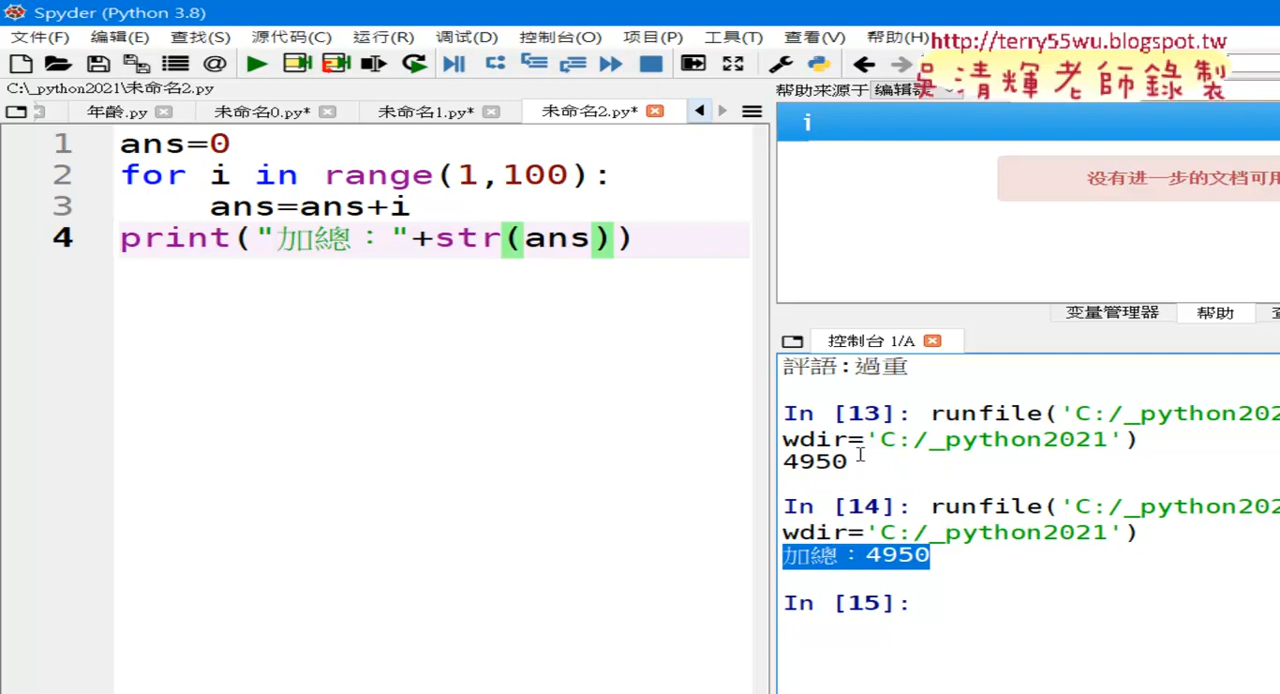 Spyder (Python 3.8)
文件(F) 编辑(E) 查找(S) 源代码(C) 运行(R) 调试(D) 控制台(O) 项目(P) 工具(T) 查看(V) 帮助(H)
http://terry55wu.blogspot.tw
吳清輝老師錄製
C:\_python2021\未命名2.py
帮助来源于 编辑器
年齡.py 未命名0.py* 未命名1.py* 未命名2.py*
1 ans=0
2 for i in range(1,100):
3 ans=ans+i
4 print("加總："+str(ans))
i
没有进一步的文档可用
变量管理器 帮助
控制台 1/A
評語:過重
In [13]: runfile('C:/_python202
wdir='C:/_python2021')
4950
In [14]: runfile('C:/_python202
wdir='C:/_python2021')
加總：4950
In [15]: